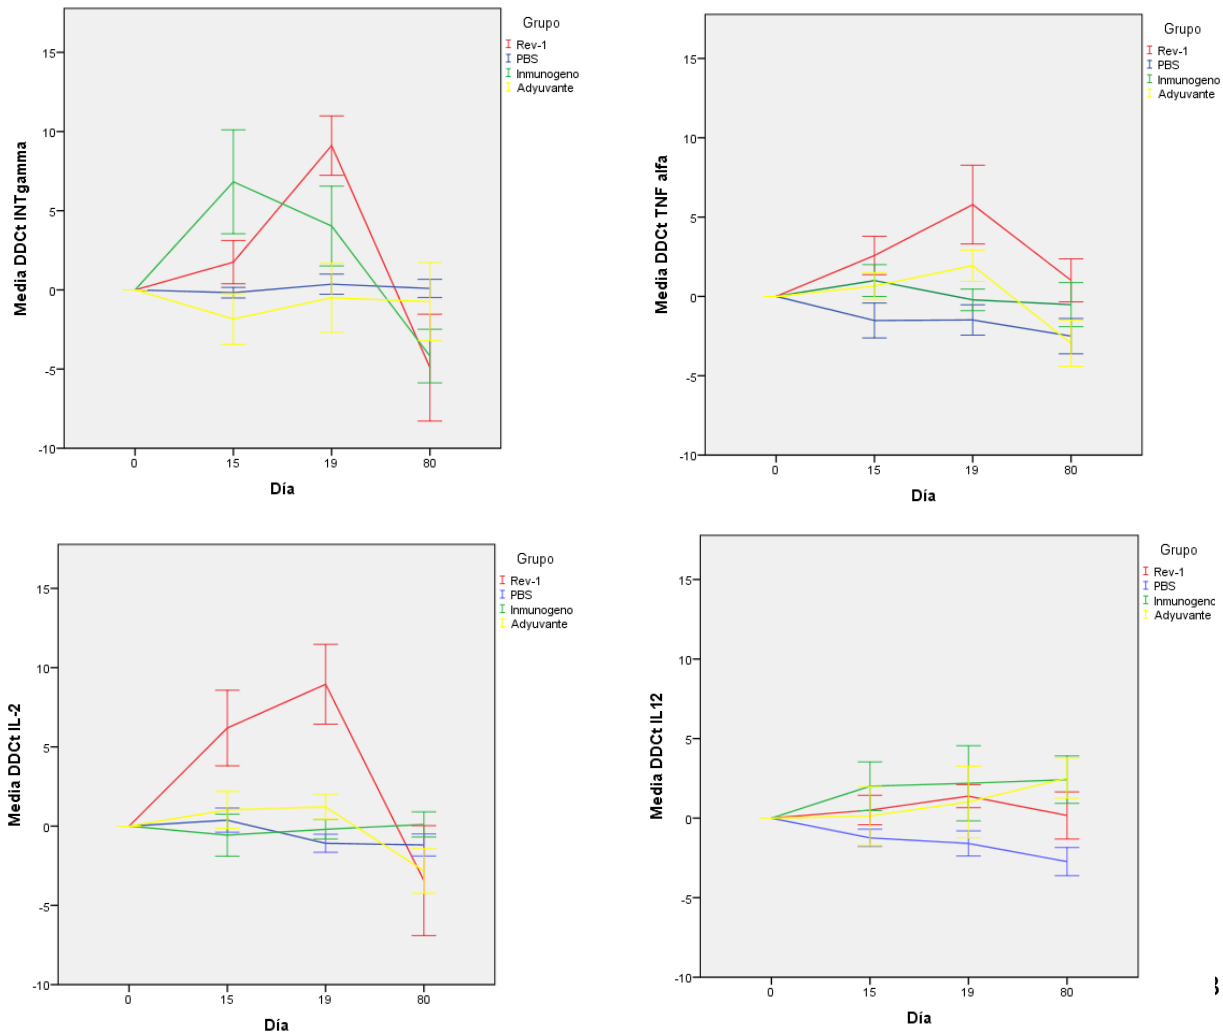 Grupo
Rev-1
PBS
Inmunogeno
Adyuvante
15
10
5
0
-5
-10
Media DDCt INTgamma
0 15 19 80
Día
Grupo
Rev-1
PBS
Inmunogeno
Adyuvante
15
10
5
0
-5
-10
Media DDCt TNF alfa
0 15 19 80
Día
Grupo
Rev-1
PBS
Inmunogeno
Adyuvante
15
10
5
0
-5
-10
Media DDCt IL-2
0 15 19 80
Día
Grupo
Rev-1
PBS
Inmunogeno
Adyuvante
15
10
5
0
-5
-10
Media DDCt IL12
0 15 19 80
Día